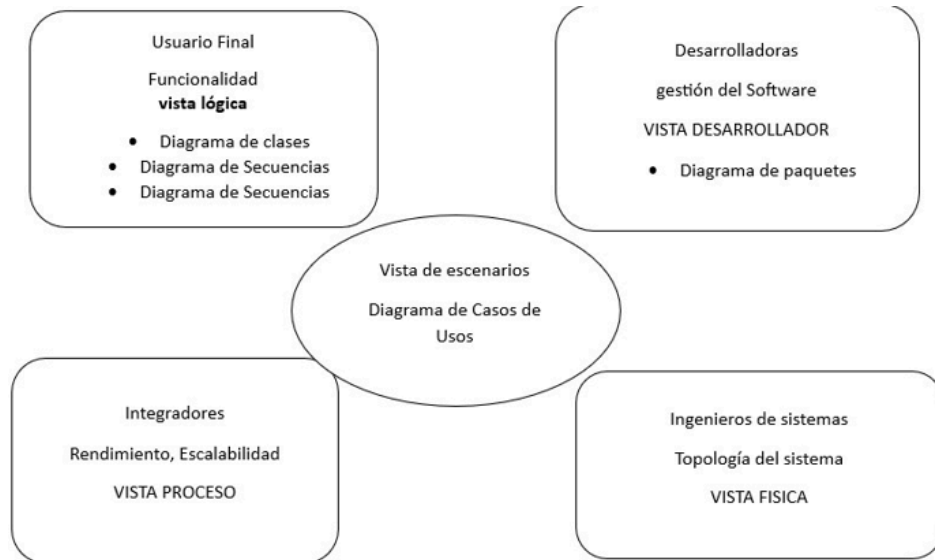 Usuario Final
Funcionalidad
vista lógica
• Diagrama de clases
• Diagrama de Secuencias
• Diagrama de Secuencias
Desarrolladoras
gestión del Software
VISTA DESARROLLADOR
• Diagrama de paquetes
Vista de escenarios
Diagrama de Casos de
Usos
Integradores
Rendimiento, Escalabilidad
VISTA PROCESO
Ingenieros de sistemas
Topología del sistema
VISTA FISICA